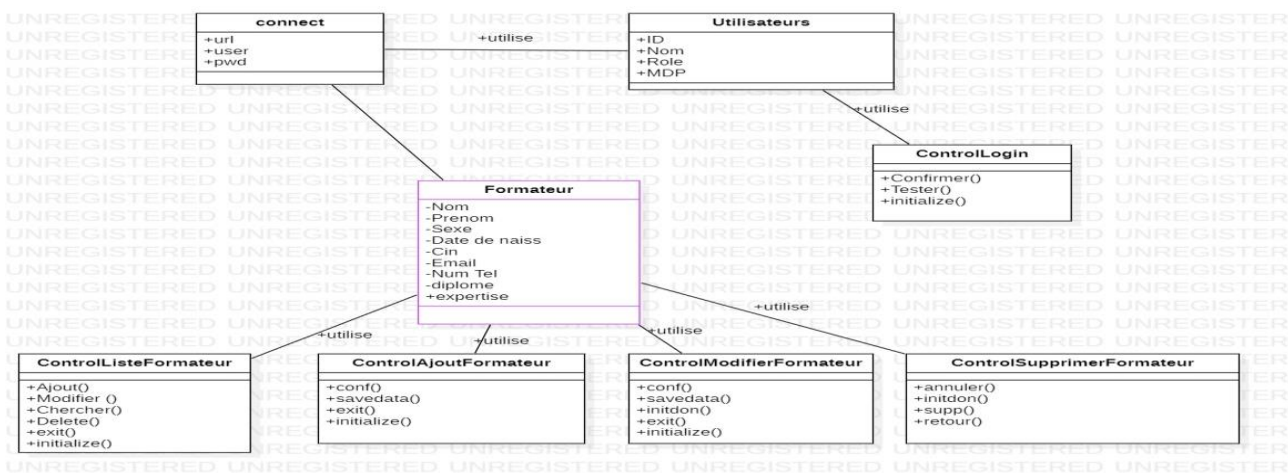 connect
+url
+user
+pwd
+utilise
Utilisateurs
+ID
+Nom
+Role
+MDP
+utilise
ControlLogin
+Confirmer()
+Tester()
+initialize()
Formateur
-Nom
-Prenom
-Sexe
-Date de naiss
-Cin
-Email
-Num Tel
-diplome
+expertise
+utilise
+utilise
+utilise
+utilise
ControlListeFormateur
+Ajout()
+Modifier ()
+Chercher()
+Delete()
+exit()
+initialize()
ControlAjoutFormateur
+conf()
+savedata()
+exit()
+initialize()
ControlModifierFormateur
+conf()
+savedata()
+initdon()
+exit()
+initialize()
ControlSupprimerFormateur
+annuler()
+initdon()
+supp()
+retour()
UNREGISTERED